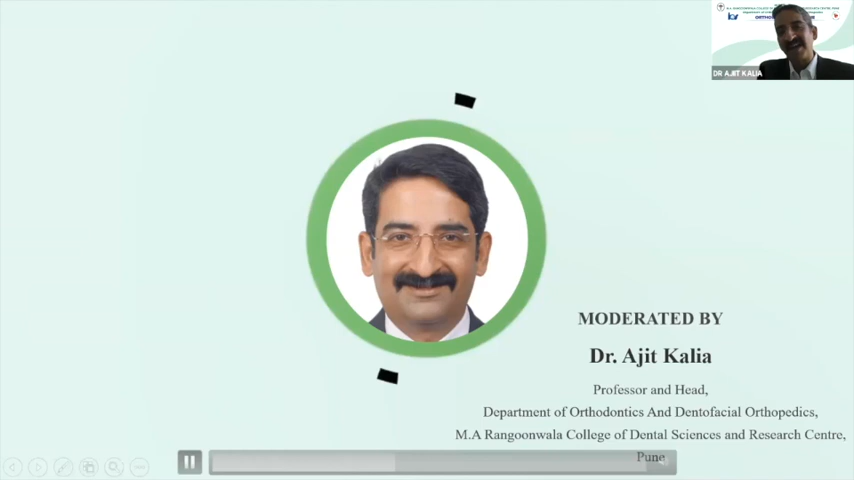 DR AJIT KALIA
MODERATED BY
Dr. Ajit Kalia
Professor and Head,
Department of Orthodontics And Dentofacial Orthopedics,
M.A Rangoonwala College of Dental Sciences and Research Centre,
Pune